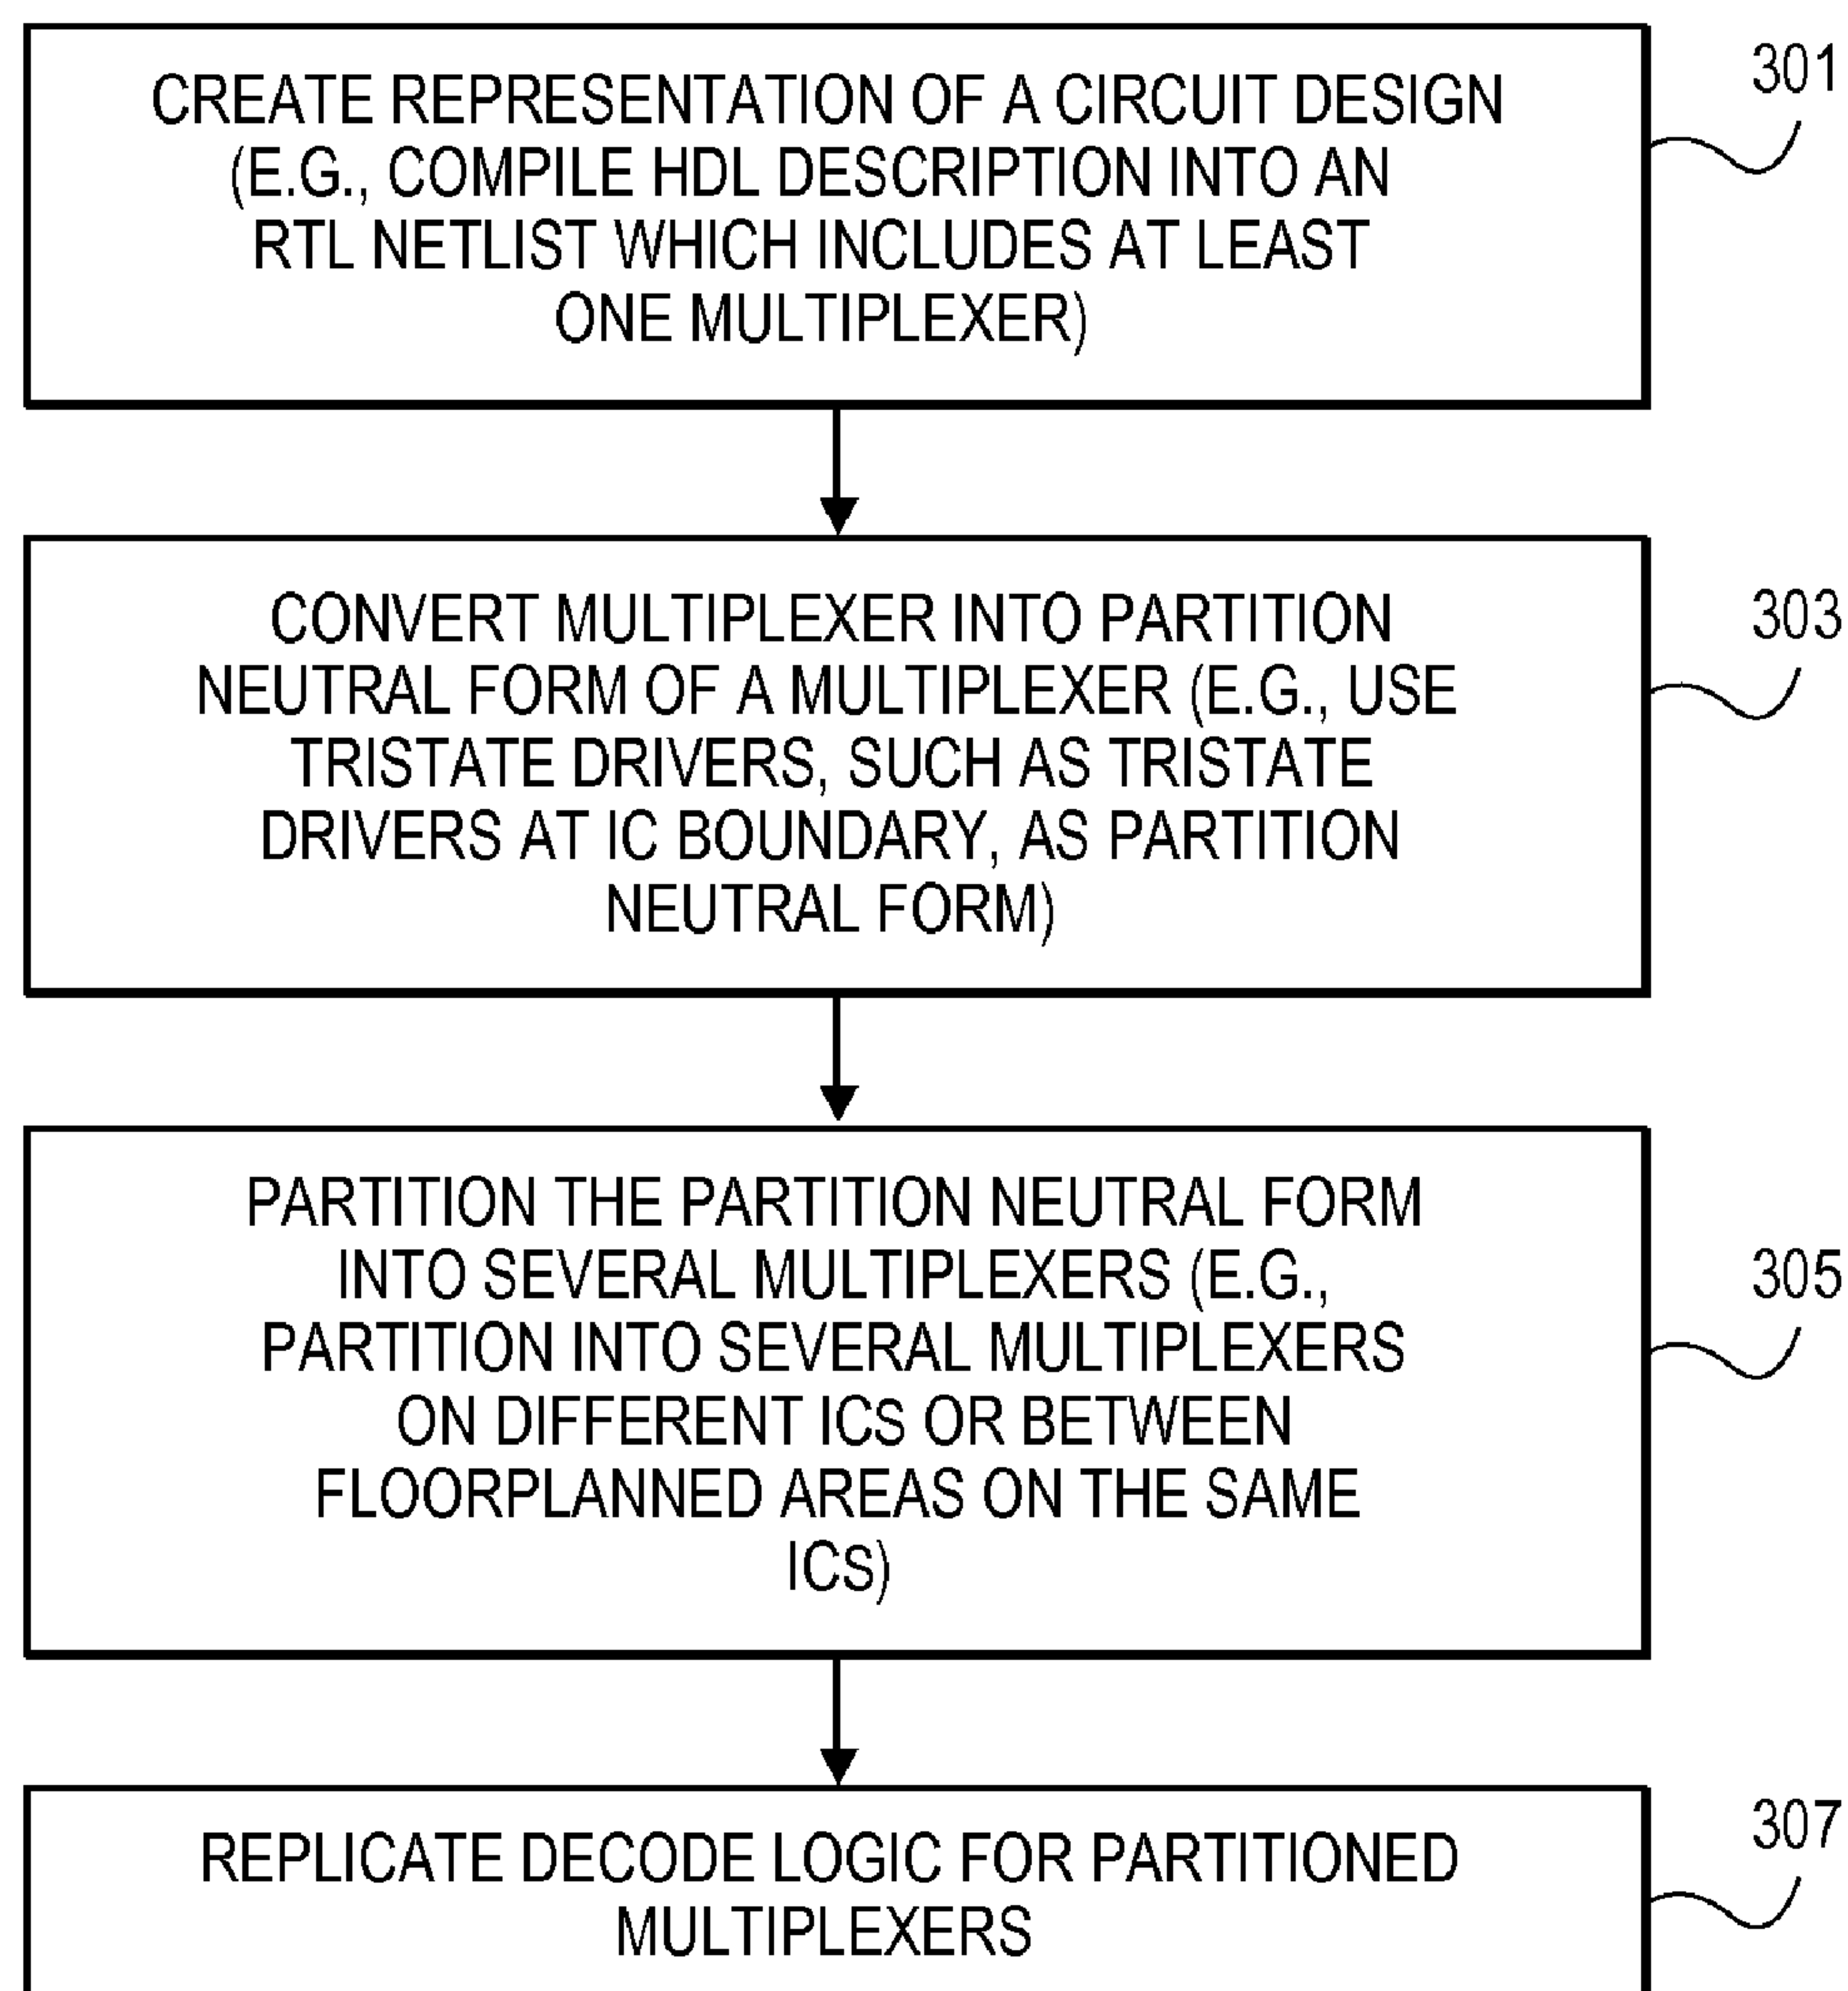 CREATE REPRESENTATION OF A CIRCUIT DESIGN
(E.G., COMPILE HDL DESCRIPTION INTO AN
RTL NETLIST WHICH INCLUDES AT LEAST
ONE MULTIPLEXER)
301
CONVERT MULTIPLEXER INTO PARTITION
NEUTRAL FORM OF A MULTIPLEXER (E.G., USE
TRISTATE DRIVERS, SUCH AS TRISTATE
DRIVERS AT IC BOUNDARY, AS PARTITION
NEUTRAL FORM)
303
PARTITION THE PARTITION NEUTRAL FORM
INTO SEVERAL MULTIPLEXERS (E.G.,
PARTITION INTO SEVERAL MULTIPLEXERS
ON DIFFERENT ICS OR BETWEEN
FLOORPLANNED AREAS ON THE SAME
ICS)
305
REPLICATE DECODE LOGIC FOR PARTITIONED
MULTIPLEXERS
307